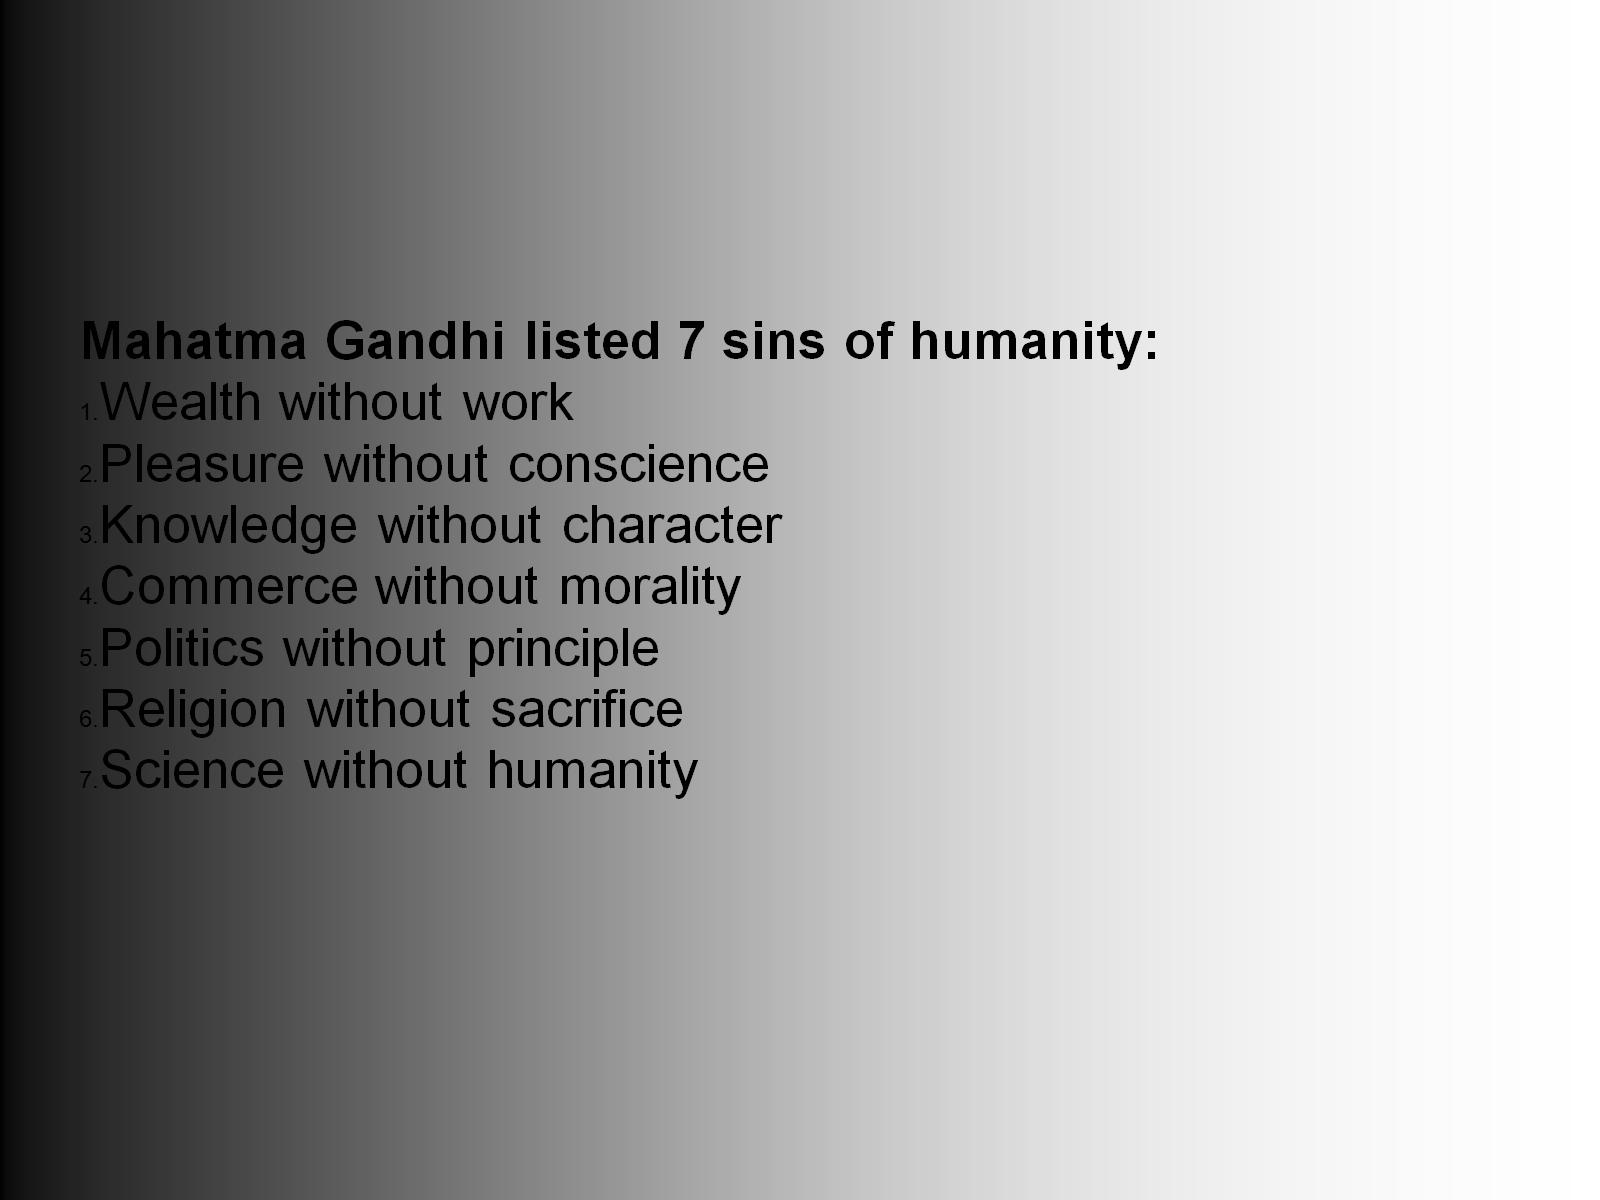 Mahatma Gandhi listed 7 sins of humanity:
1.Wealth without work
2.Pleasure without conscience
3.Knowledge without character
4.Commerce without morality
5.Politics without principle
6.Religion without sacrifice
7.Science without humanity